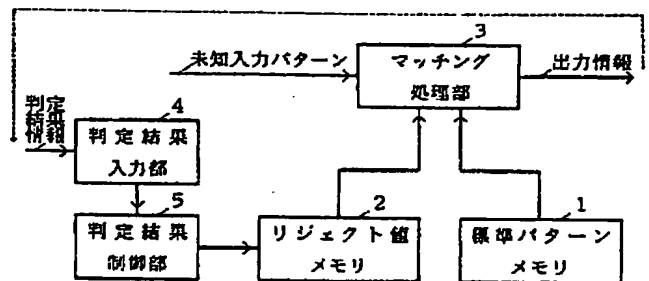 3
未知入力パターン
マッチング
処理部
出力情報
判定
結果
情報
4
判定結果
入力部
5
判定結果
制御部
2
リジェクト値
メモリ
1
標準パターン
メモリ